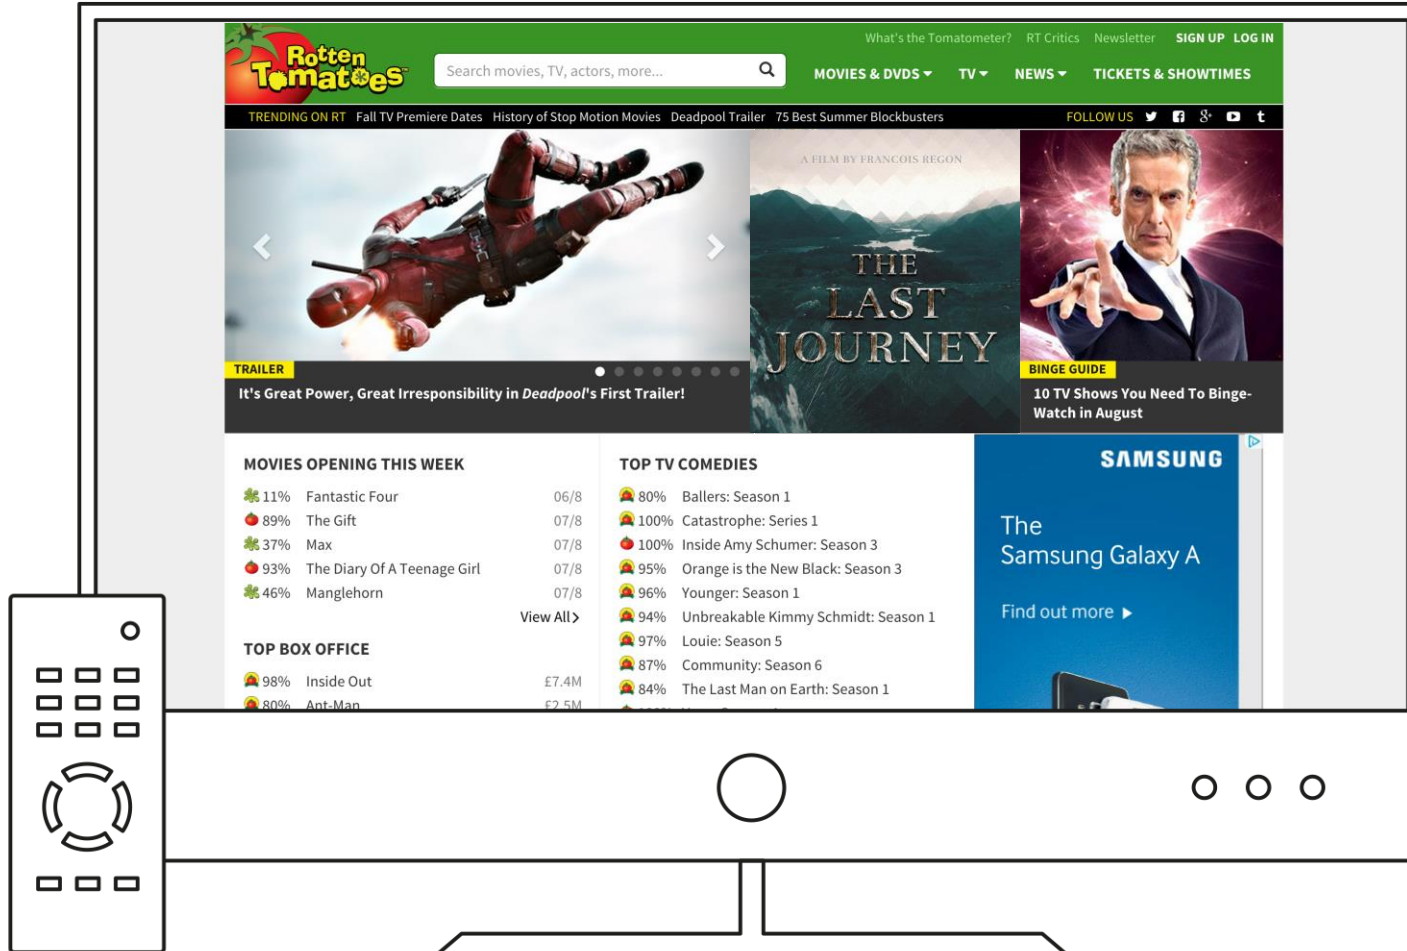 What's the Tomatometer? RT Critics Newsletter SIGN UP LOG IN
Rotten
Tomatoes™
Search movies, TV, actors, more...
MOVIES & DVDS TV NEWS TICKETS & SHOWTIMES
TRENDING ON RT Fall TV Premiere Dates History of Stop Motion Movies Deadpool Trailer 75 Best Summer Blockbusters
FOLLOW US
TRAILER
It's Great Power, Great Irresponsibility in Deadpool's First Trailer!
A FILM BY FRANCOIS REGON
THE
LAST
JOURNEY
BINGE GUIDE
10 TV Shows You Need To Binge-
Watch in August
MOVIES OPENING THIS WEEK
11% Fantastic Four 06/8
89% The Gift 07/8
37% Max 07/8
93% The Diary Of A Teenage Girl 07/8
46% Manglehorn 07/8
View All
TOP BOX OFFICE
98% Inside Out £7.4M
80% Ant-Man £2.5M
TOP TV COMEDIES
80% Ballers: Season 1
100% Catastrophe: Series 1
100% Inside Amy Schumer: Season 3
95% Orange is the New Black: Season 3
96% Younger: Season 1
94% Unbreakable Kimmy Schmidt: Season 1
97% Louie: Season 5
87% Community: Season 6
84% The Last Man on Earth: Season 1
SAMSUNG
The
Samsung Galaxy A
Find out more